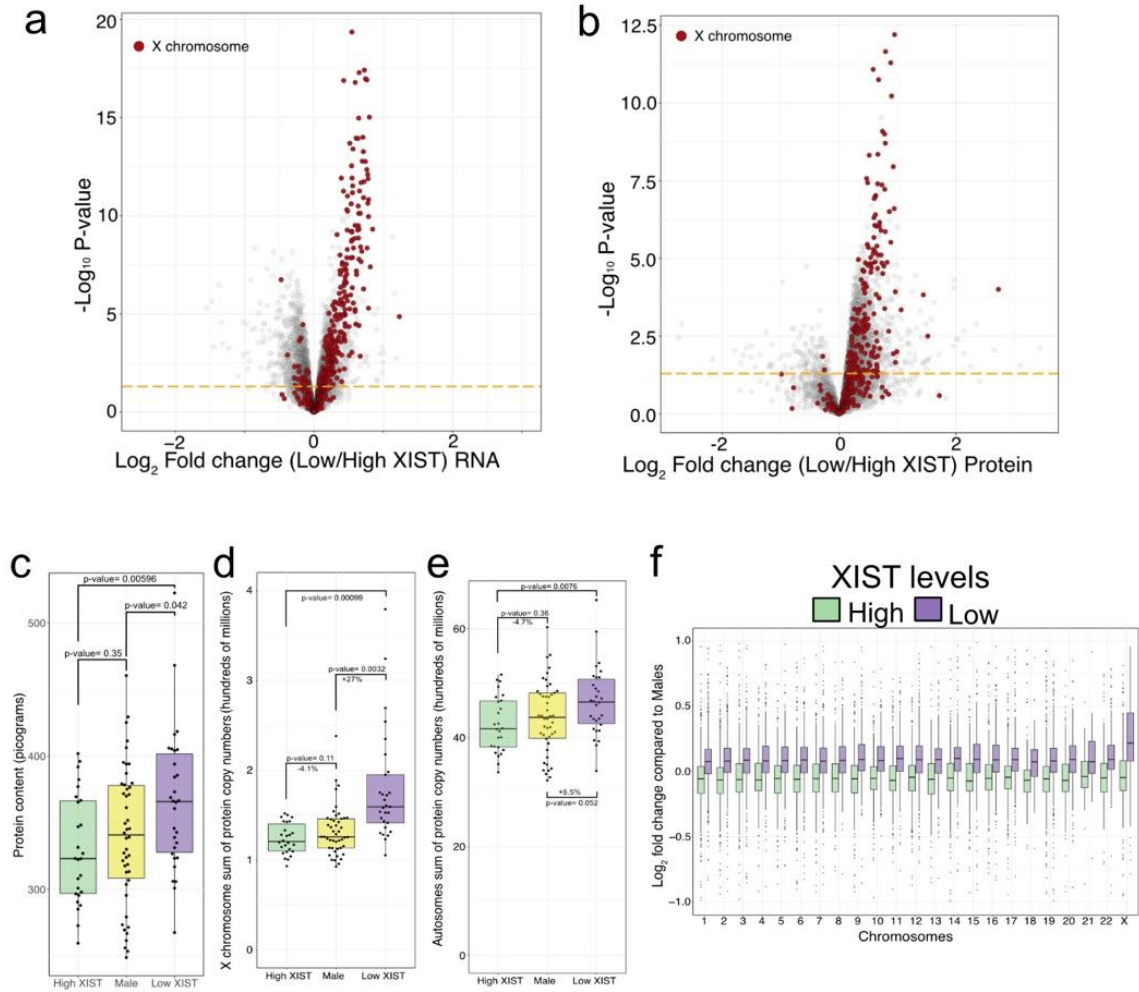 a
20
15
10
5
0
-Log₁₀ P-value
X chromosome
-2
0
2
Log₂ Fold change (Low/High XIST) RNA
b
12.5
10.0
7.5
5.0
2.5
0.0
-Log₁₀ P-value
X chromosome
-2
0
2
Log₂ Fold change (Low/High XIST) Protein
c
p-value= 0.00596
p-value= 0.042
p-value= 0.35
500
400
300
Protein content (picograms)
High XIST Male Low XIST
d
4
3
2
1
0
X chromosome sum of protein copy numbers (hundreds of millions)
p-value= 0.00099
p-value= 0.0032
+27%
p-value= 0.11
-4.1%
High XIST Male Low XIST
e
60
40
20
0
Autosomes sum of protein copy numbers (hundreds of millions)
p-value= 0.0076
p-value= 0.36
-4.7%
+6.5%
p-value= 0.052
High XIST Male Low XIST
f
XIST levels
High Low
1.0
0.5
0.0
-0.5
-1.0
Log₂ fold change compared to Males
1 2 3 4 5 6 7 8 9 10 11 12 13 14 15 16 17 18 19 20 21 22 X
Chromosomes